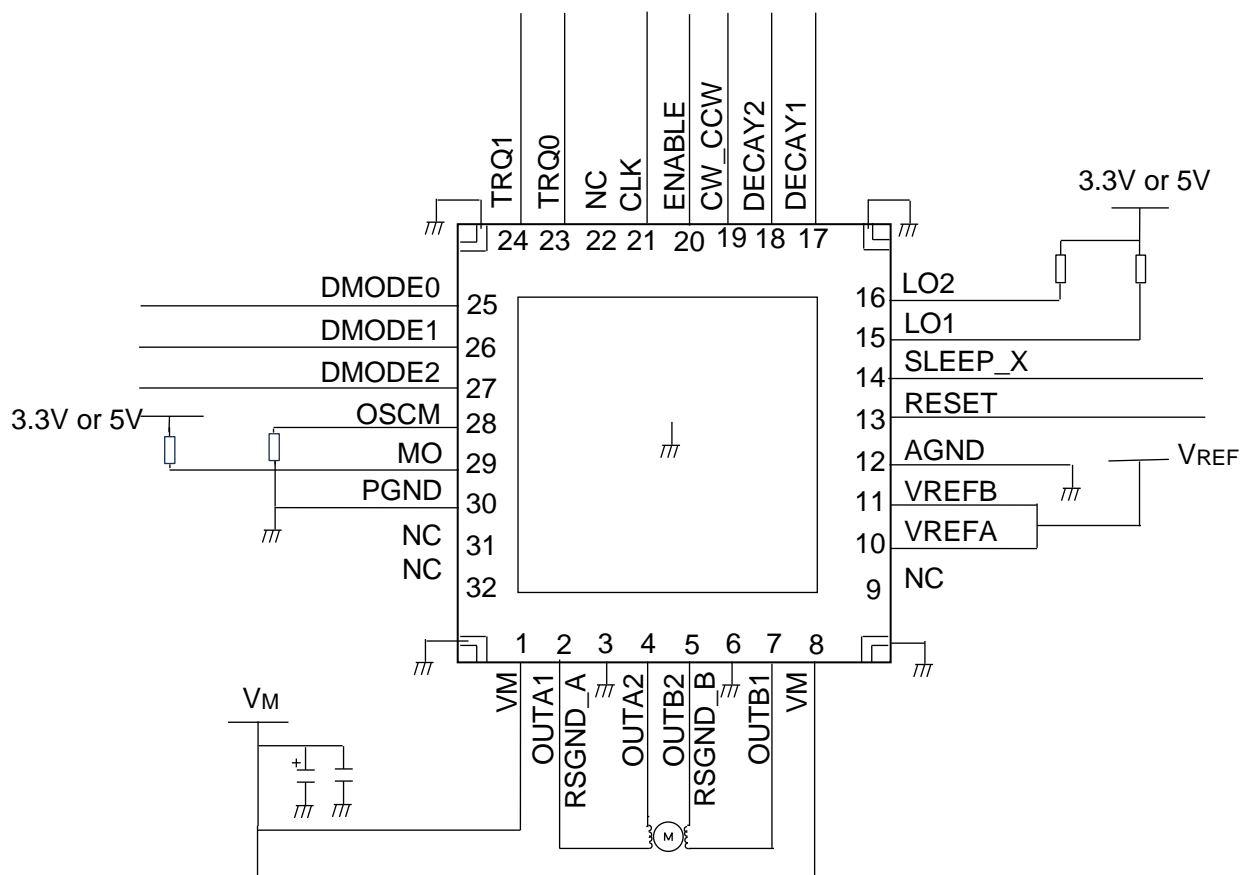 TRQ1
TRQ0
NC
CLK
ENABLE
CW_CCW
DECAY2
DECAY1
24 23 22 21 20 19 18 17
3.3V or 5V
16 LO2
15 LO1
14 SLEEP_X
13 RESET
12 AGND
11 VREFB
10 VREFA
9 NC
VREF
DMODE0 25
DMODE1 26
DMODE2 27
3.3V or 5V
OSCM 28
MO 29
PGND 30
NC 31
NC 32
1 2 3 4 5 6 7 8
VM
OUTA1
RSGND_A
OUTA2
OUTB2
RSGND_B
OUTB1
VM
VM
+
M